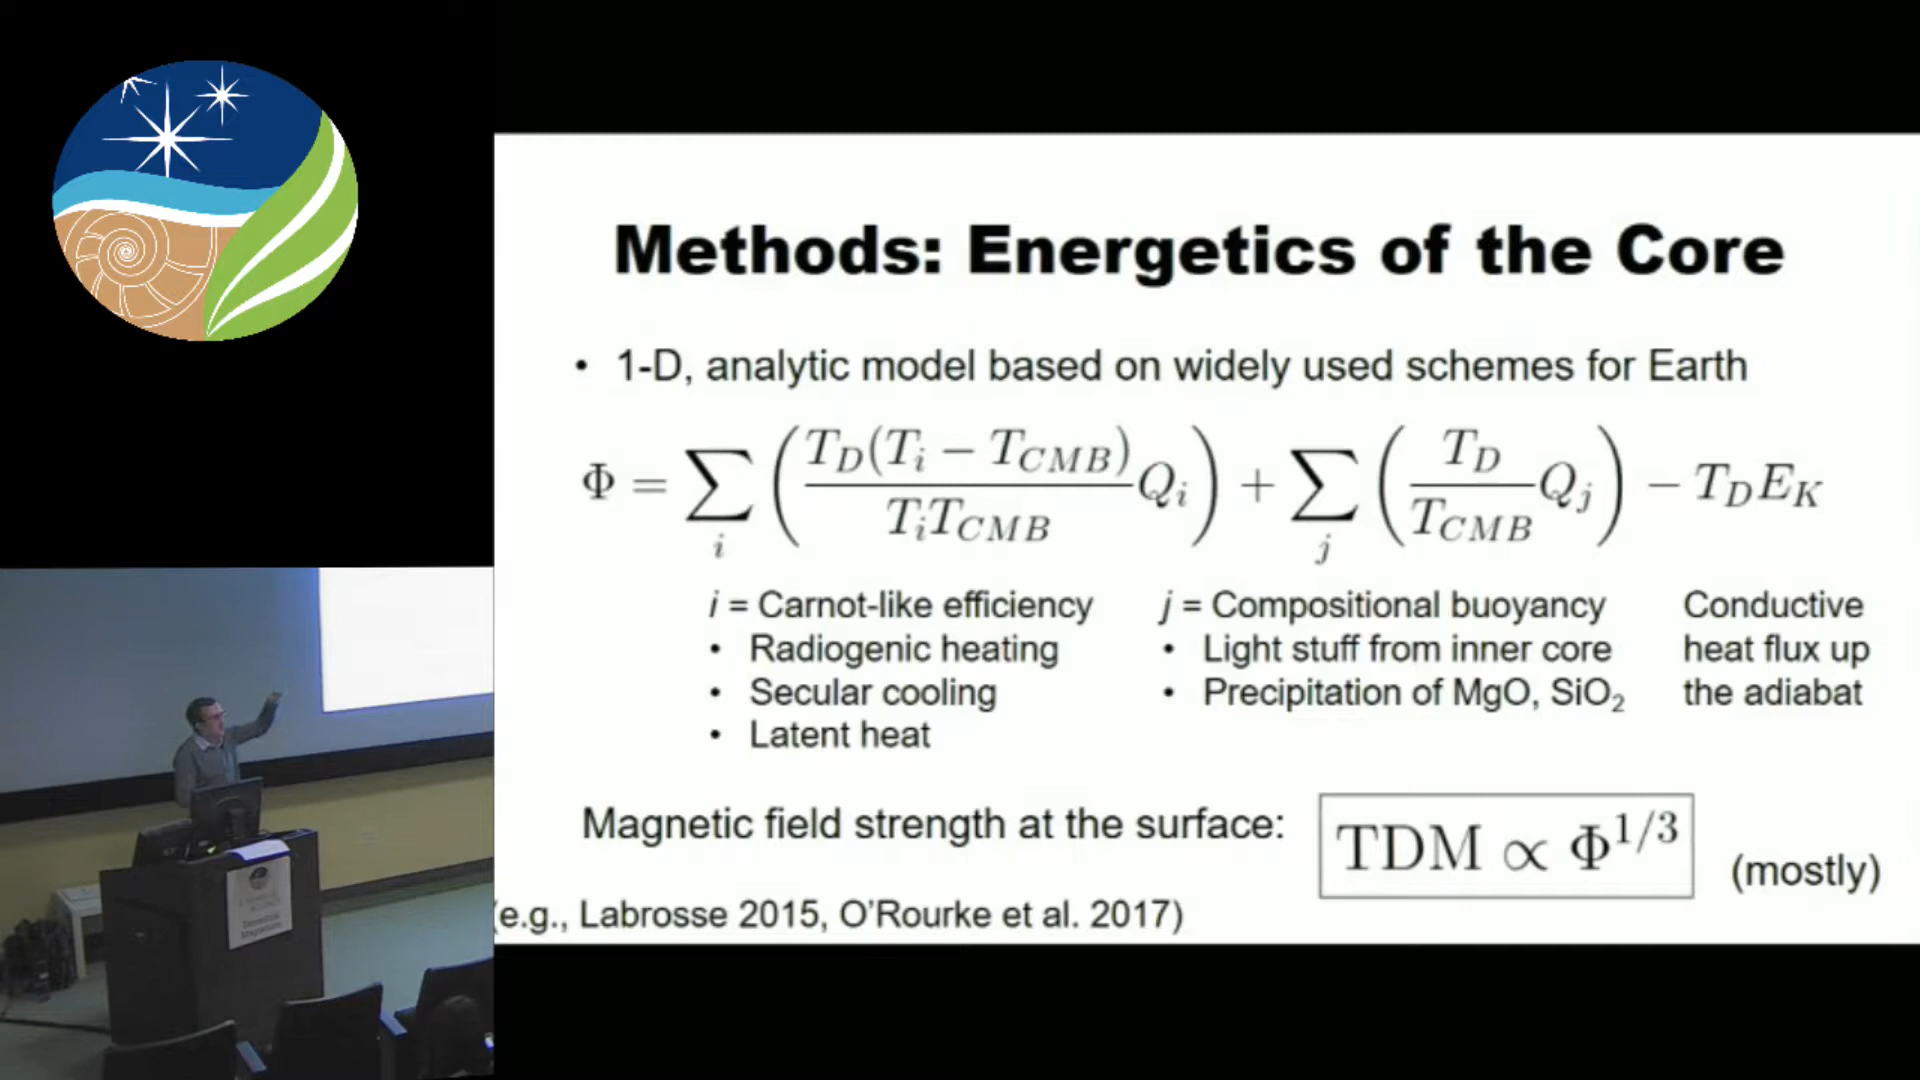 Methods: Energetics of the Core
• 1-D, analytic model based on widely used schemes for Earth
Φ = ∑_i ( T_D(T_i − T_CMB) / T_i T_CMB Q_i ) + ∑_j ( T_D / T_CMB Q_j ) − T_D E_K
i = Carnot-like efficiency
• Radiogenic heating
• Secular cooling
• Latent heat
j = Compositional buoyancy
• Light stuff from inner core
• Precipitation of MgO, SiO₂
Conductive
heat flux up
the adiabat
Magnetic field strength at the surface:
TDM ∝ Φ^1/3
(mostly)
(e.g., Labrosse 2015, O'Rourke et al. 2017)